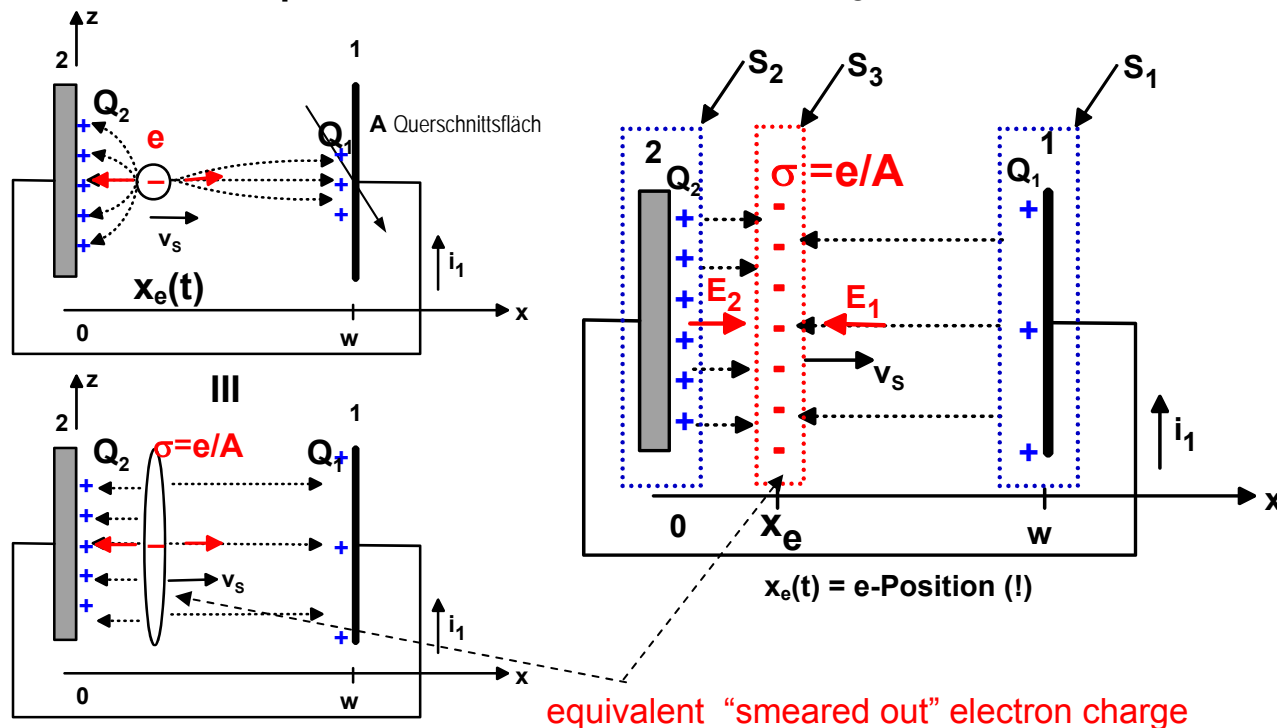 z
2
1
Q2
e
Q1
A Querschnittsfläch
vS
xe(t)
i1
x
0
w
III
z
2
1
Q2
σ=e/A
Q1
vS
i1
x
0
w
S2
S3
S1
2
1
Q2
σ=e/A
Q1
E2
E1
vS
i1
x
0
xe
w
xe(t) = e-Position (!)
equivalent "smeared out" electron charge